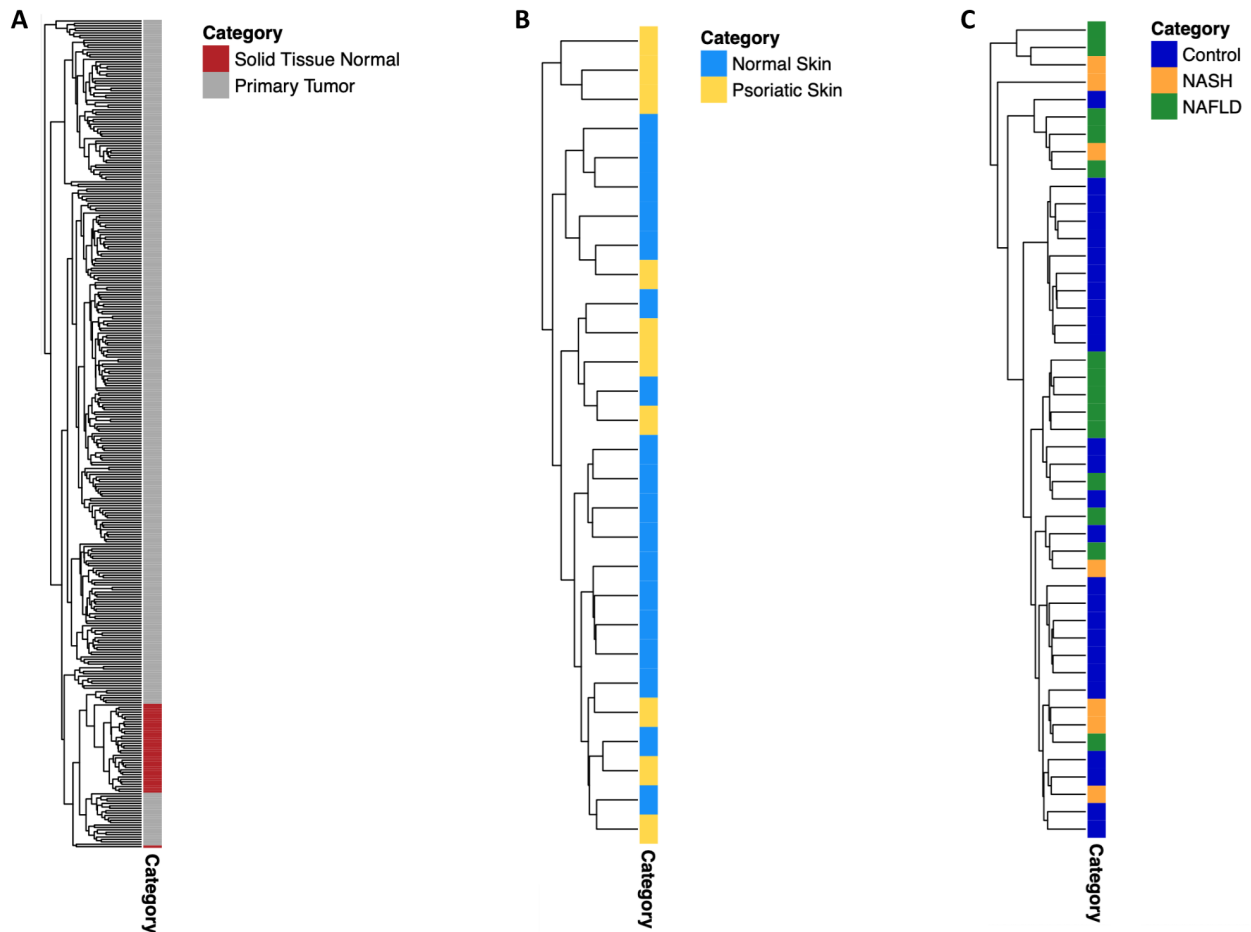 A
Category
Solid Tissue Normal
Primary Tumor
Category
B
Category
Normal Skin
Psoriatic Skin
Category
C
Category
Control
NASH
NAFLD
Category